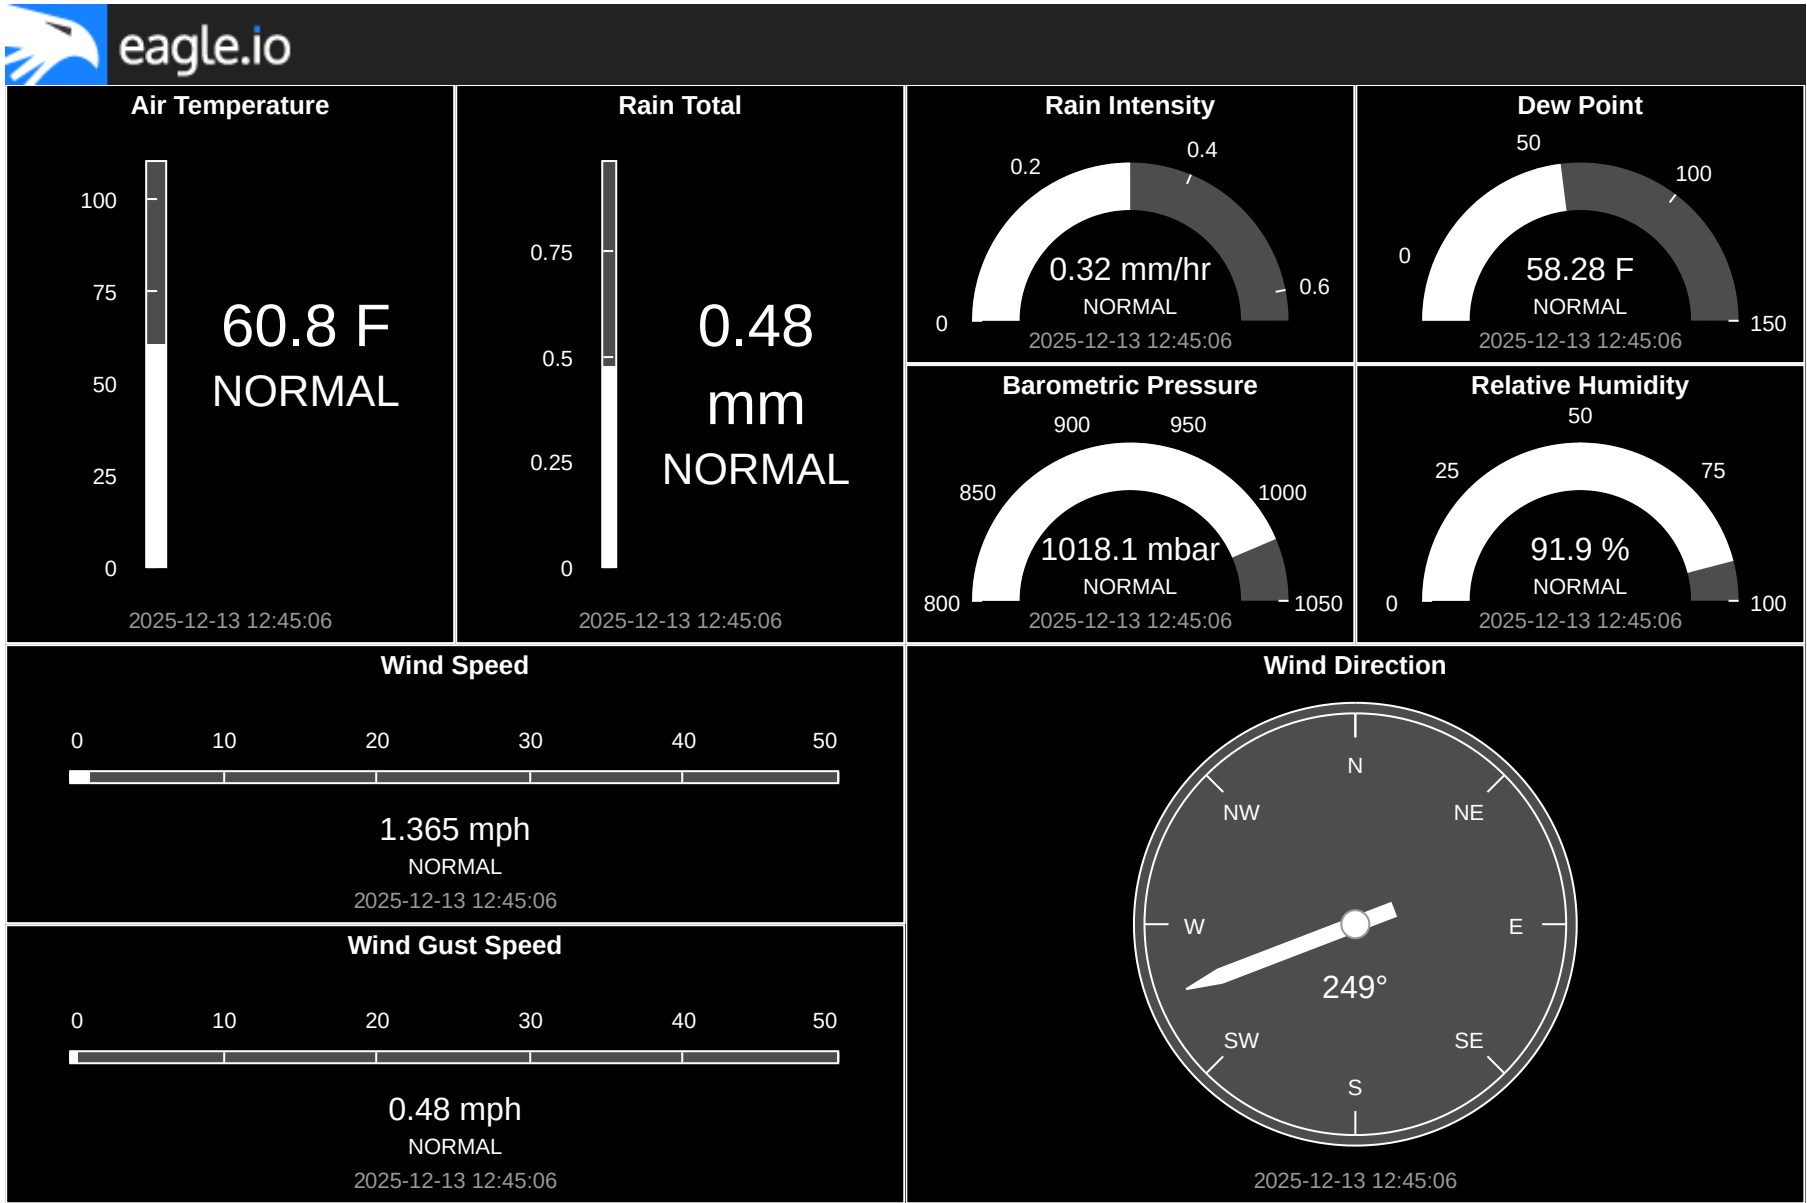 eagle.io
Air Temperature
100
75
50
25
0
60.8 F
NORMAL
2025-12-13 12:45:06
Rain Total
0.75
0.5
0.25
0
0.48
mm
NORMAL
2025-12-13 12:45:06
Rain Intensity
0
0.2
0.4
0.6
0.32 mm/hr
NORMAL
2025-12-13 12:45:06
Dew Point
0
50
100
150
58.28 F
NORMAL
2025-12-13 12:45:06
Barometric Pressure
800
850
900
950
1000
1050
1018.1 mbar
NORMAL
2025-12-13 12:45:06
Relative Humidity
0
25
50
75
100
91.9 %
NORMAL
2025-12-13 12:45:06
Wind Speed
0 10 20 30 40 50
1.365 mph
NORMAL
2025-12-13 12:45:06
Wind Gust Speed
0 10 20 30 40 50
0.48 mph
NORMAL
2025-12-13 12:45:06
Wind Direction
N
NW NE
W E
249°
SW SE
S
2025-12-13 12:45:06